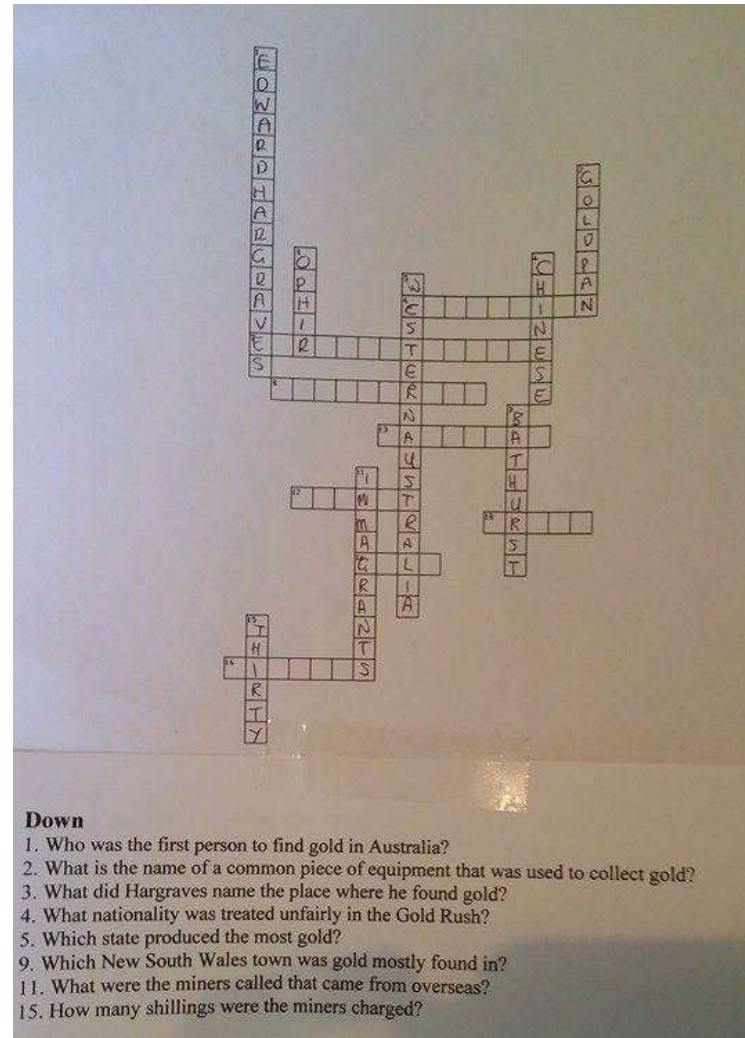 EDWARDHARGRAVES
GOLDPAN
OPHIR
CHINESE
WESTERNAUSTRALIA
BATHURST
IMMAGRANTS
THIRTY
Down
1. Who was the first person to find gold in Australia?
2. What is the name of a common piece of equipment that was used to collect gold?
3. What did Hargraves name the place where he found gold?
4. What nationality was treated unfairly in the Gold Rush?
5. Which state produced the most gold?
9. Which New South Wales town was gold mostly found in?
11. What were the miners called that came from overseas?
15. How many shillings were the miners charged?